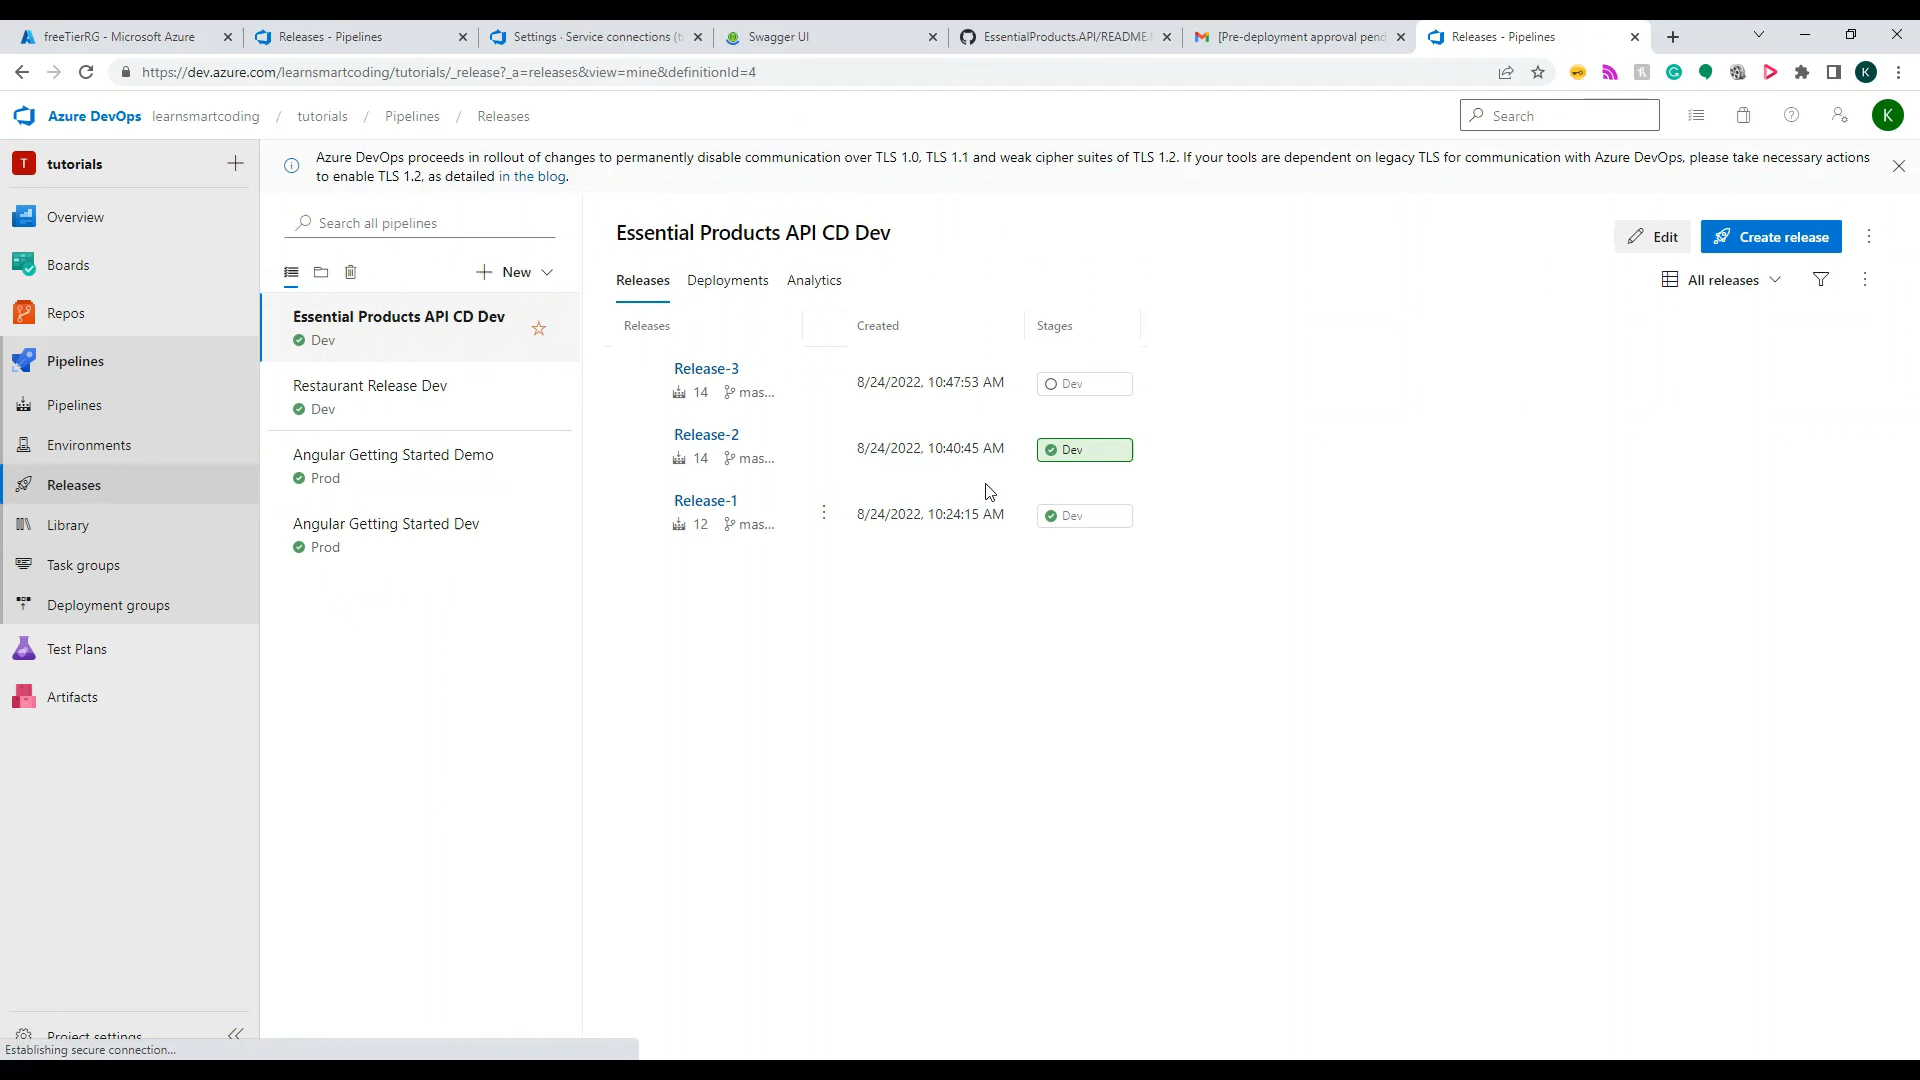 freeTierRG - Microsoft Azure
Releases - Pipelines
Settings · Service connections (t
Swagger UI
EssentialProducts.API/README.
[Pre-deployment approval pend
Releases - Pipelines
https://dev.azure.com/learnsmartcoding/tutorials/_release?_a=releases&view=mine&definitionId=4
K
Azure DevOps learnsmartcoding / tutorials / Pipelines / Releases
Search
K
T tutorials
Azure DevOps proceeds in rollout of changes to permanently disable communication over TLS 1.0, TLS 1.1 and weak cipher suites of TLS 1.2. If your tools are dependent on legacy TLS for communication with Azure DevOps, please take necessary actions
to enable TLS 1.2, as detailed in the blog.
Overview
Boards
Repos
Pipelines
Pipelines
Environments
Releases
Library
Task groups
Deployment groups
Test Plans
Artifacts
Project settings
Search all pipelines
New
Essential Products API CD Dev
Dev
Restaurant Release Dev
Dev
Angular Getting Started Demo
Prod
Angular Getting Started Dev
Prod
Essential Products API CD Dev
Edit
Create release
Releases Deployments Analytics
All releases
Releases Created Stages
Release-3
14 mas...
8/24/2022, 10:47:53 AM
Dev
Release-2
14 mas...
8/24/2022, 10:40:45 AM
Dev
Release-1
12 mas...
8/24/2022, 10:24:15 AM
Dev
Establishing secure connection...